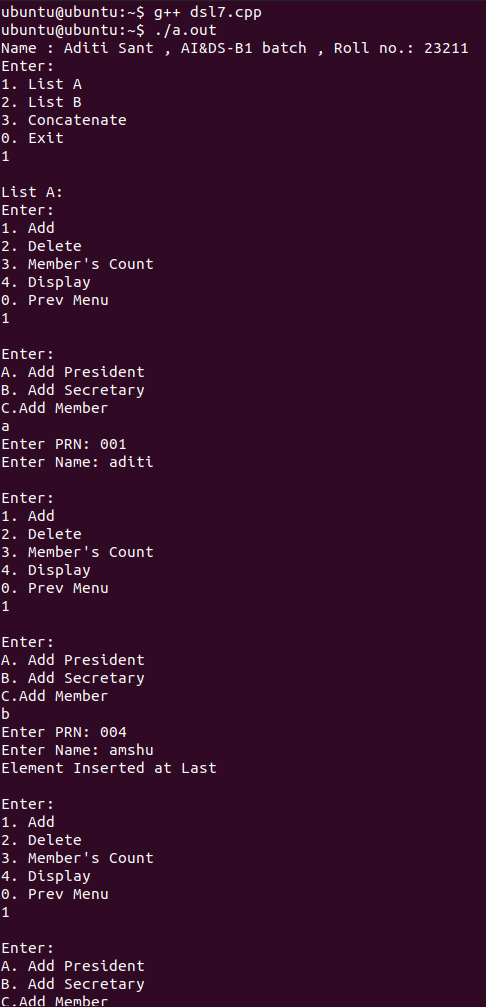 ubuntu@ubuntu:~$ g++ dsl7.cpp
ubuntu@ubuntu:~$ ./a.out
Name : Aditi Sant , AI&DS-B1 batch , Roll no.: 23211
Enter:
1. List A
2. List B
3. Concatenate
0. Exit
1

List A:
Enter:
1. Add
2. Delete
3. Member's Count
4. Display
0. Prev Menu
1

Enter:
A. Add President
B. Add Secretary
C.Add Member
a
Enter PRN: 001
Enter Name: aditi

Enter:
1. Add
2. Delete
3. Member's Count
4. Display
0. Prev Menu
1

Enter:
A. Add President
B. Add Secretary
C.Add Member
b
Enter PRN: 004
Enter Name: amshu
Element Inserted at Last

Enter:
1. Add
2. Delete
3. Member's Count
4. Display
0. Prev Menu
1

Enter:
A. Add President
B. Add Secretary
C.Add Member